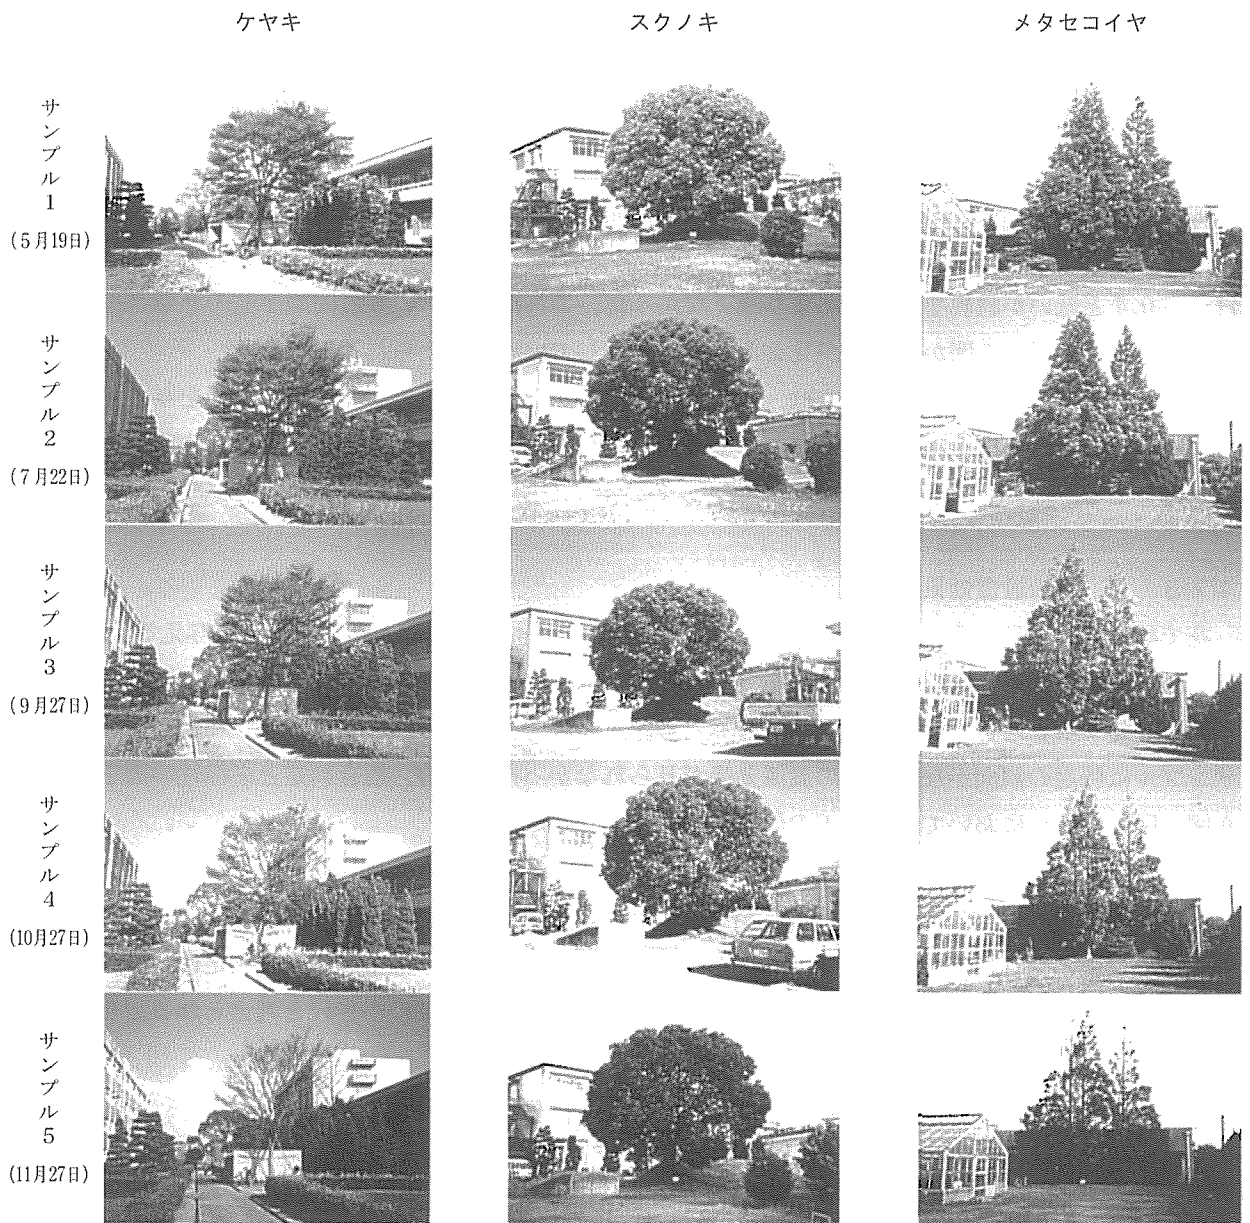 ケヤキ
スクノキ
メタセコイヤ
サンプル1
(5月19日)
サンプル2
(7月22日)
サンプル3
(9月27日)
サンプル4
(10月27日)
サンプル5
(11月27日)